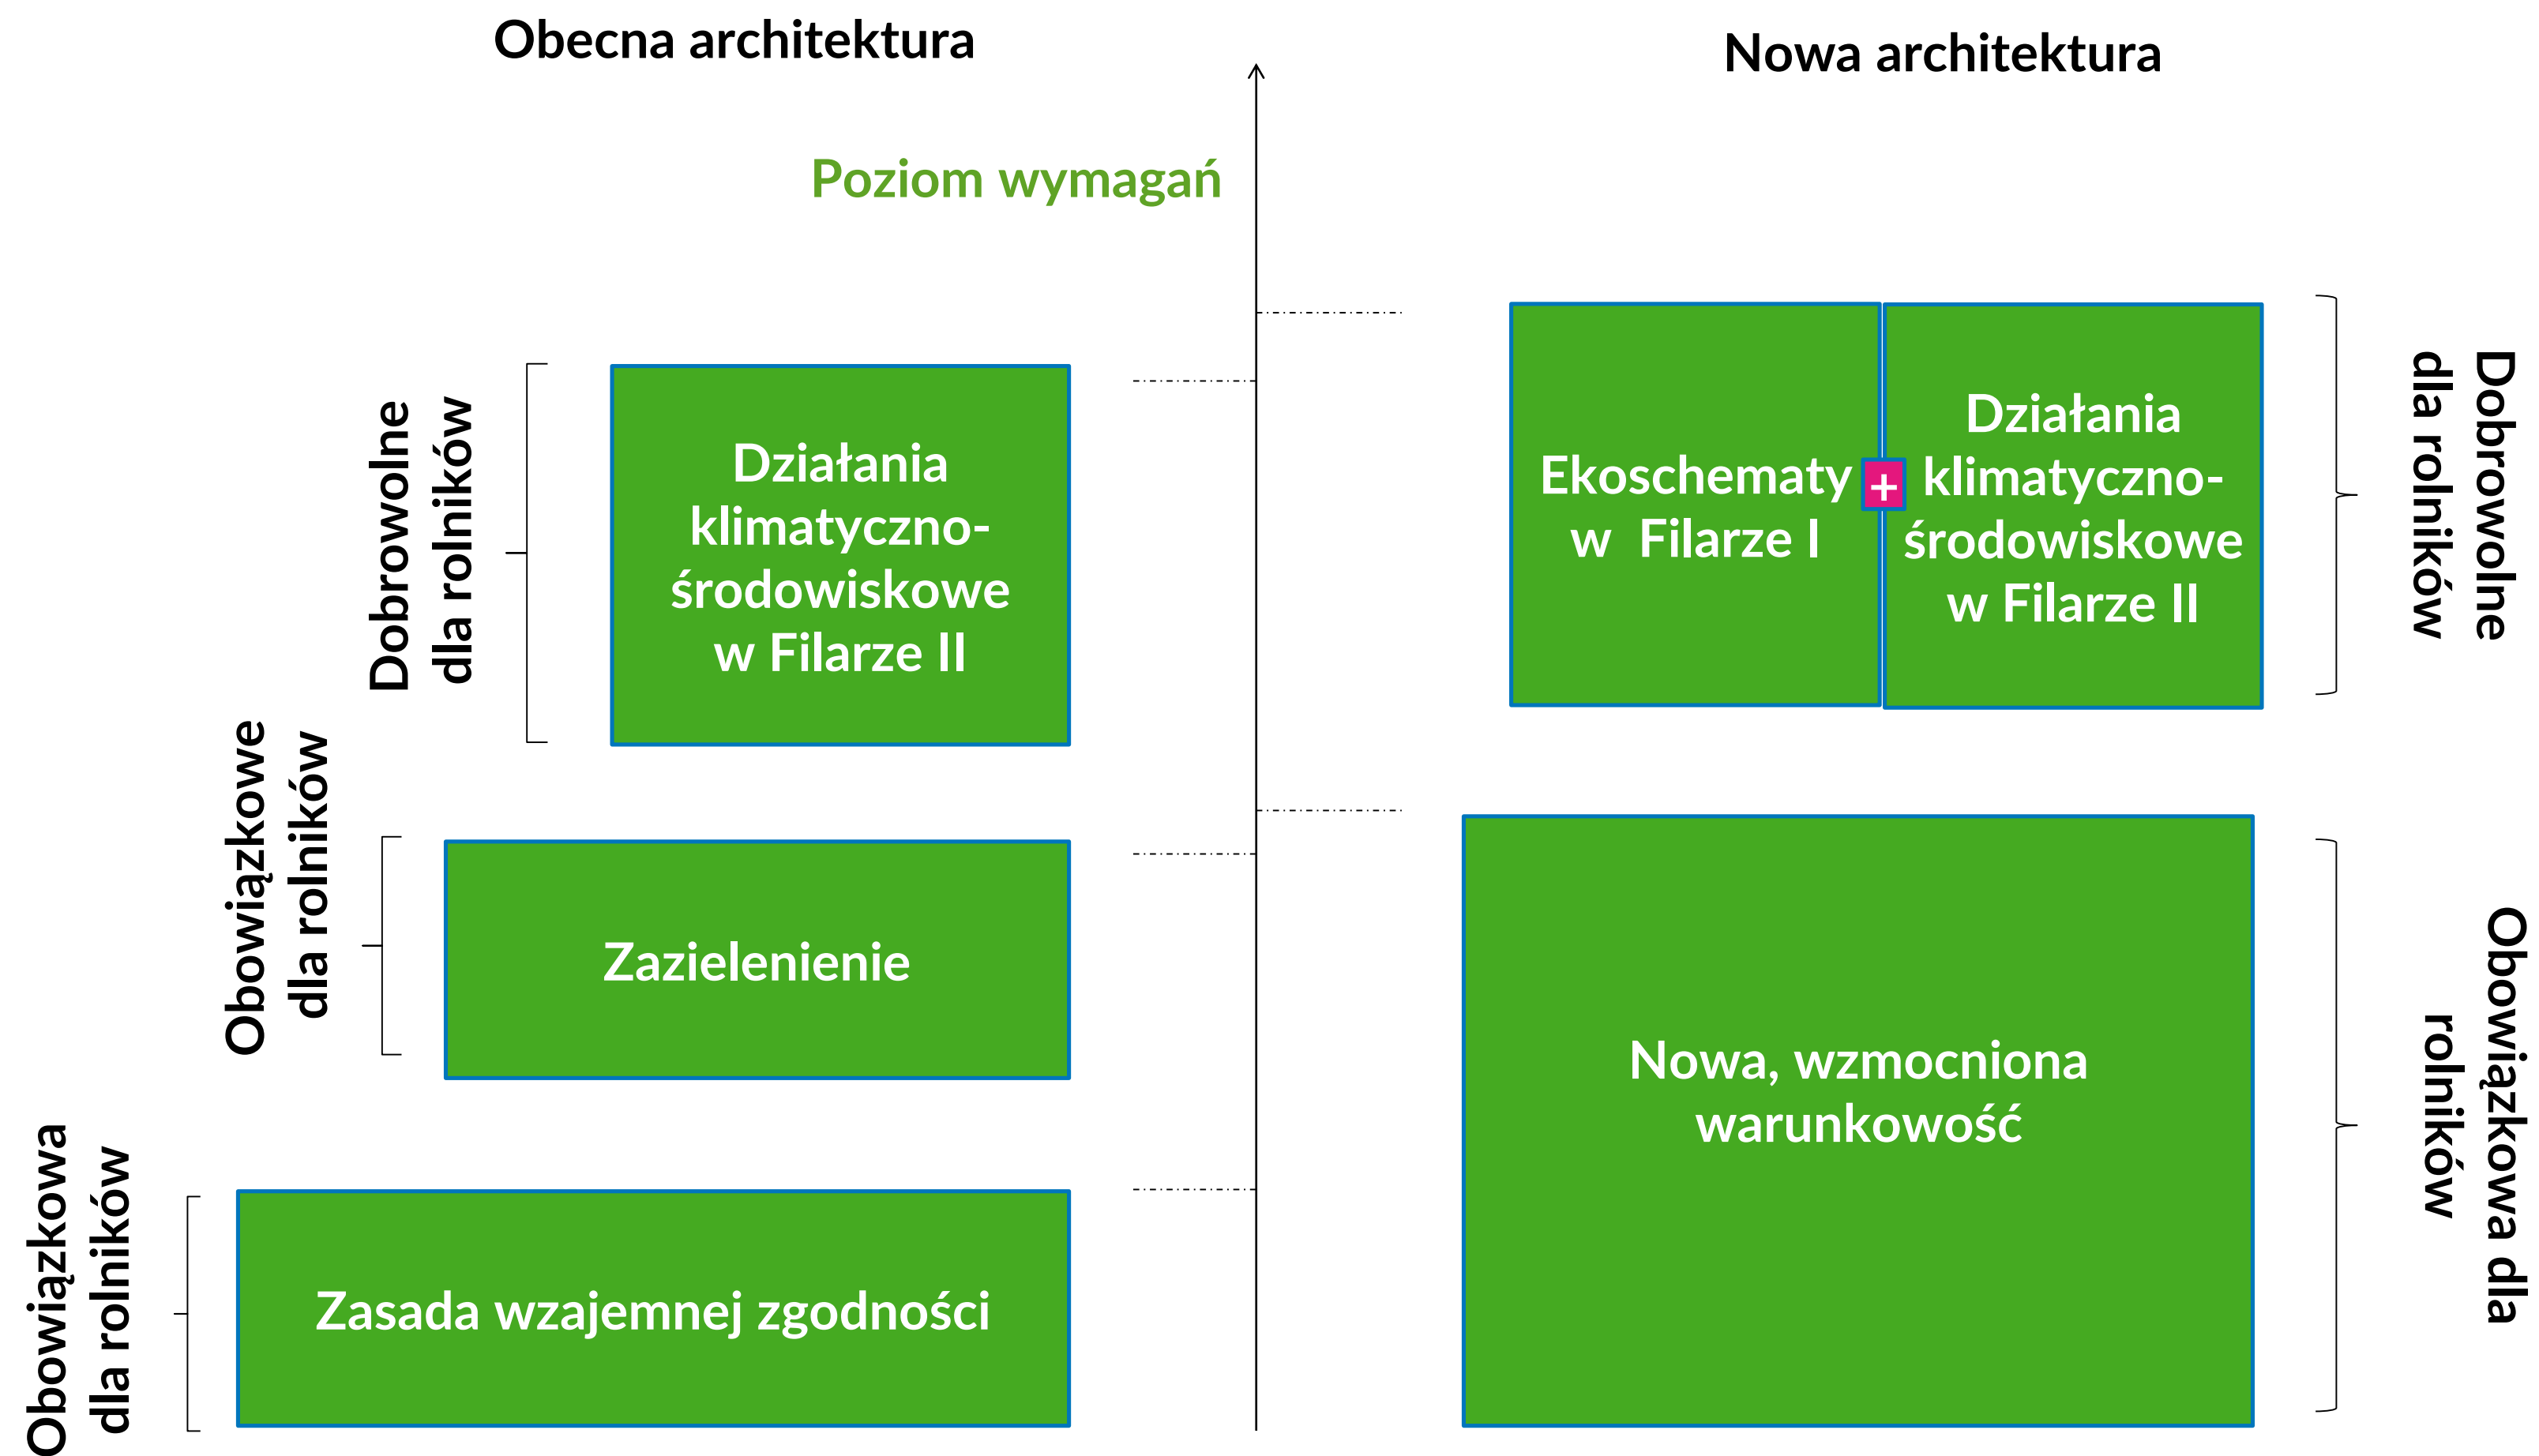 Obecna architektura
Nowa architektura
Poziom wymagań
Dobrowolne
dla rolników
Działania
klimatyczno-
środowiskowe
w Filarze II
Obowiązkowe
dla rolników
Zazielenienie
Obowiązkowa
dla rolników
Zasada wzajemnej zgodności
Ekoschematy
w Filarze I
+
Działania
klimatyczno-
środowiskowe
w Filarze II
Dobrowolne
dla rolników
Nowa, wzmocniona
warunkowość
Obowiązkowa dla
rolników